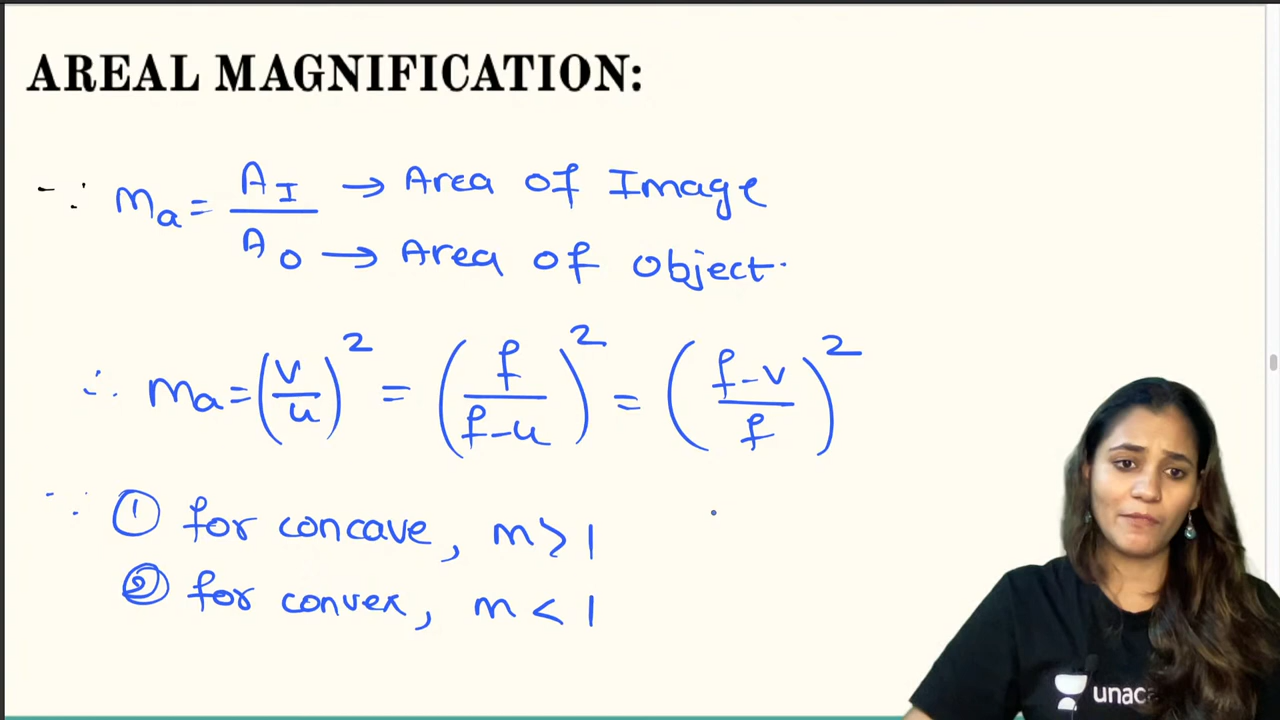 AREAL MAGNIFICATION:
∵ ma = AI/AO → Area of Image
→ Area of object
∴ ma = (v/u)² = (f/f-u)² = (f-v/f)²
∵ ① for concave, m > 1
② for convex, m < 1
unaca